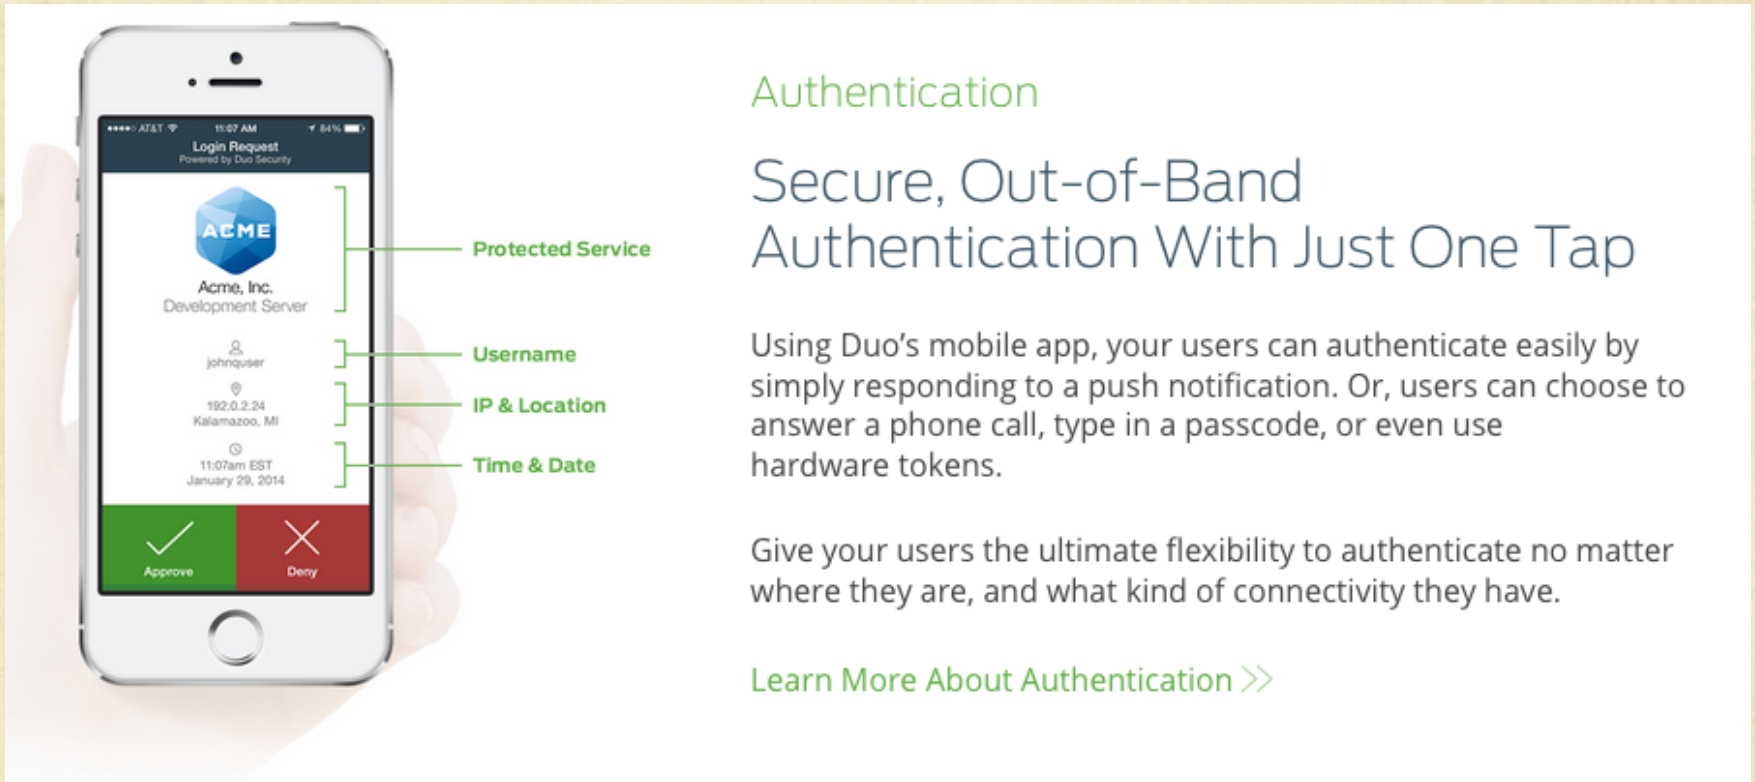 AT&T 11:07 AM 84%
Login Request
Powered by Duo Security
ACME
Acme, Inc.
Development Server
johnquser
192.0.2.24
Kalamazoo, MI
11:07am EST
January 29, 2014
Approve
Deny
Protected Service
Username
IP & Location
Time & Date
Authentication
Secure, Out-of-Band
Authentication With Just One Tap
Using Duo’s mobile app, your users can authenticate easily by
simply responding to a push notification. Or, users can choose to
answer a phone call, type in a passcode, or even use
hardware tokens.
Give your users the ultimate flexibility to authenticate no matter
where they are, and what kind of connectivity they have.
Learn More About Authentication >>